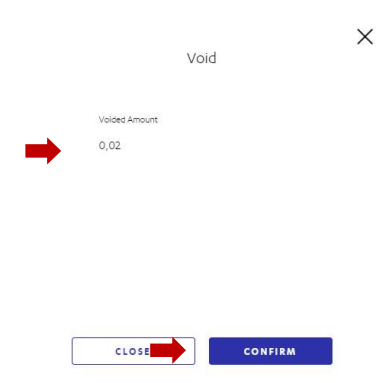 Void
Voided Amount
0,02
CLOSE
CONFIRM